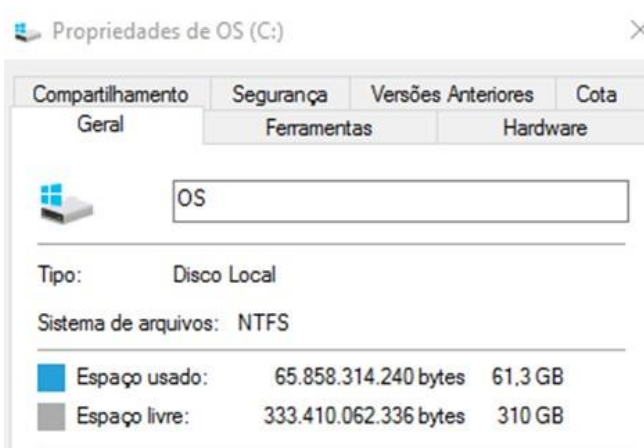 Propriedades de OS (C:)
Compartilhamento Segurança Versões Anteriores Cota
Geral Ferramentas Hardware
OS
Tipo: Disco Local
Sistema de arquivos: NTFS
Espaço usado: 65.858.314.240 bytes 61,3 GB
Espaço livre: 333.410.062.336 bytes 310 GB